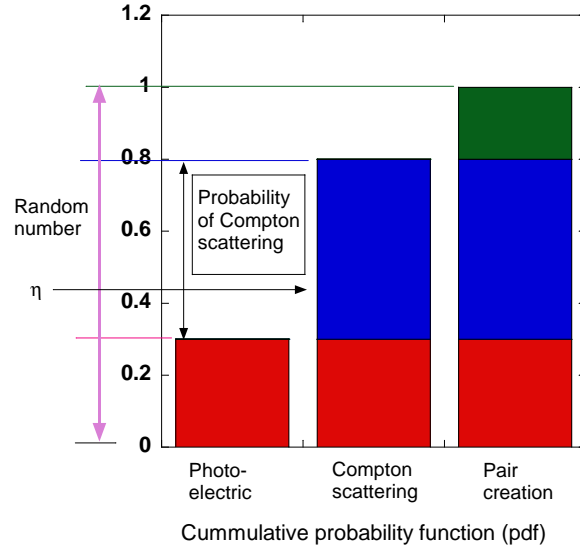 1.2
1
0.8
0.6
0.4
0.2
0
Random
number
η
Probability
of Compton
scattering
Photo-
electric
Compton
scattering
Pair
creation
Cummulative probability function (pdf)